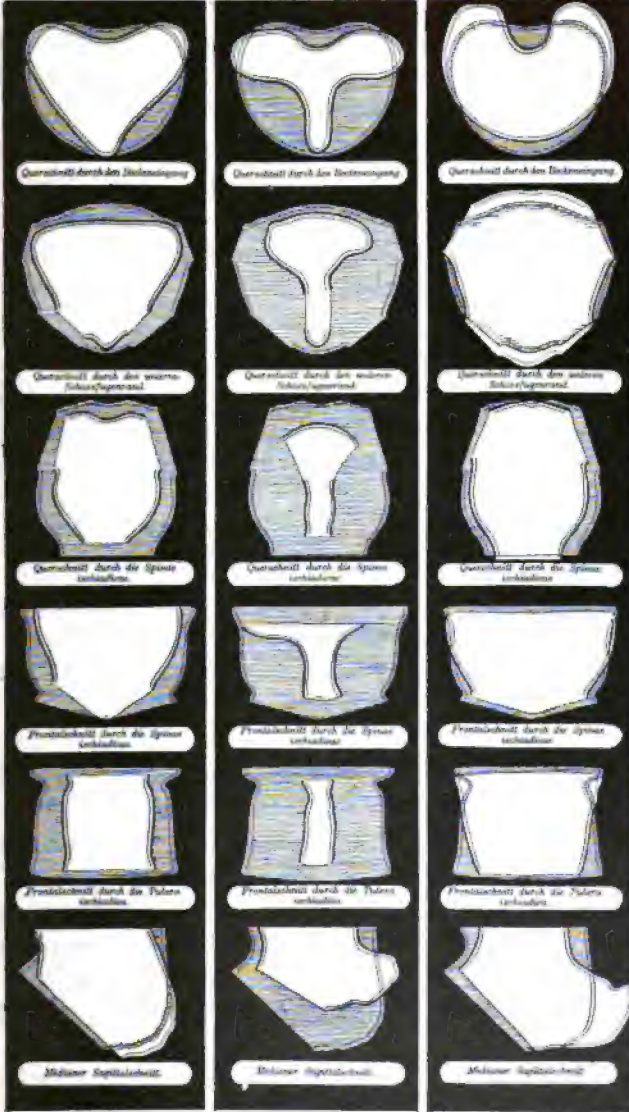 Querschnitt durch den Beckeneingang
Querschnitt durch den unteren
Schossfugenrand.
Querschnitt durch die Spinae
ischiadicae.
Frontalschnitt durch die Spinae
ischiadicae
Frontalschnitt durch die Tubera
ischiadica.
Medianer Sagittalschnitt.
Querschnitt durch den Beckeneingang
Querschnitt durch den unteren
Schossfugenrand.
Querschnitt durch die Spinae
ischiadicae
Frontalschnitt durch die Spinae
ischiadicae
Frontalschnitt durch die Tubera
ischiadica.
Medianer Sagittalschnitt.
Querschnitt durch den Beckeneingang.
Querschnitt durch den unteren
Schossfugenrand.
Querschnitt durch die Spinae
ischiadicae
Frontalschnitt durch die Spinae
ischiadicae
Frontalschnitt durch die Tubera
ischiadica.
Medianer Sagittalschnitt.